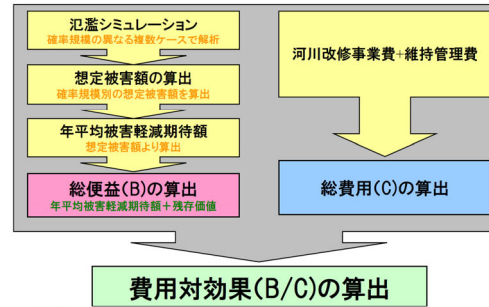 氾濫シミュレーション
確率規模の異なる複数ケースで解析
想定被害額の算出
確率規模別の想定被害額を算出
年平均被害軽減期待額
想定被害額より算出
総便益(B)の算出
年平均被害軽減期待額＋残存価値
河川改修事業費+維持管理費
総費用(C)の算出
費用対効果(B/C)の算出